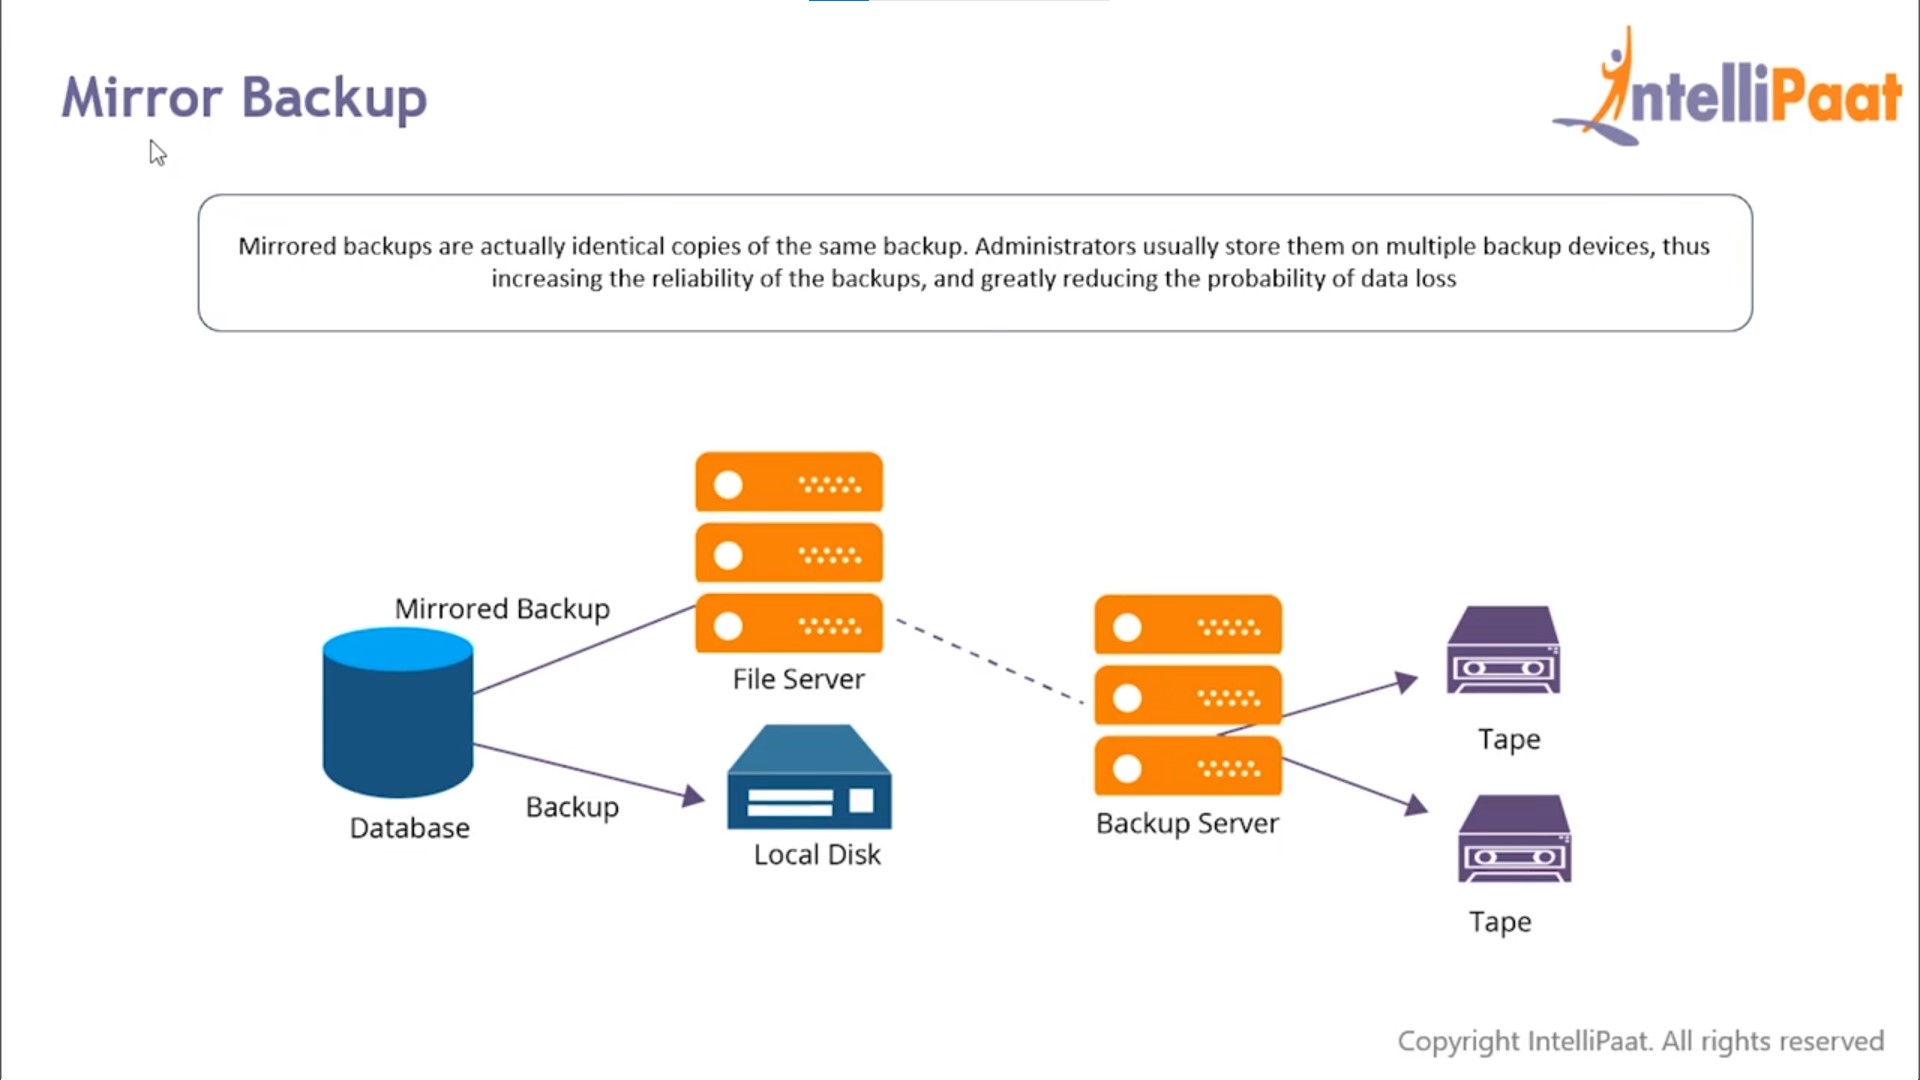 Mirror Backup
IntelliPaat
Mirrored backups are actually identical copies of the same backup. Administrators usually store them on multiple backup devices, thus
increasing the reliability of the backups, and greatly reducing the probability of data loss
Mirrored Backup
File Server
Database
Backup
Local Disk
Backup Server
Tape
Tape
Copyright IntelliPaat. All rights reserved